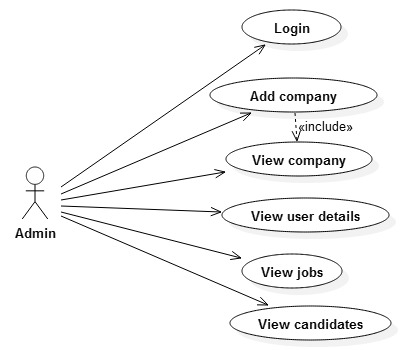 Login
Add company
«include»
View company
Admin
View user details
View jobs
View candidates